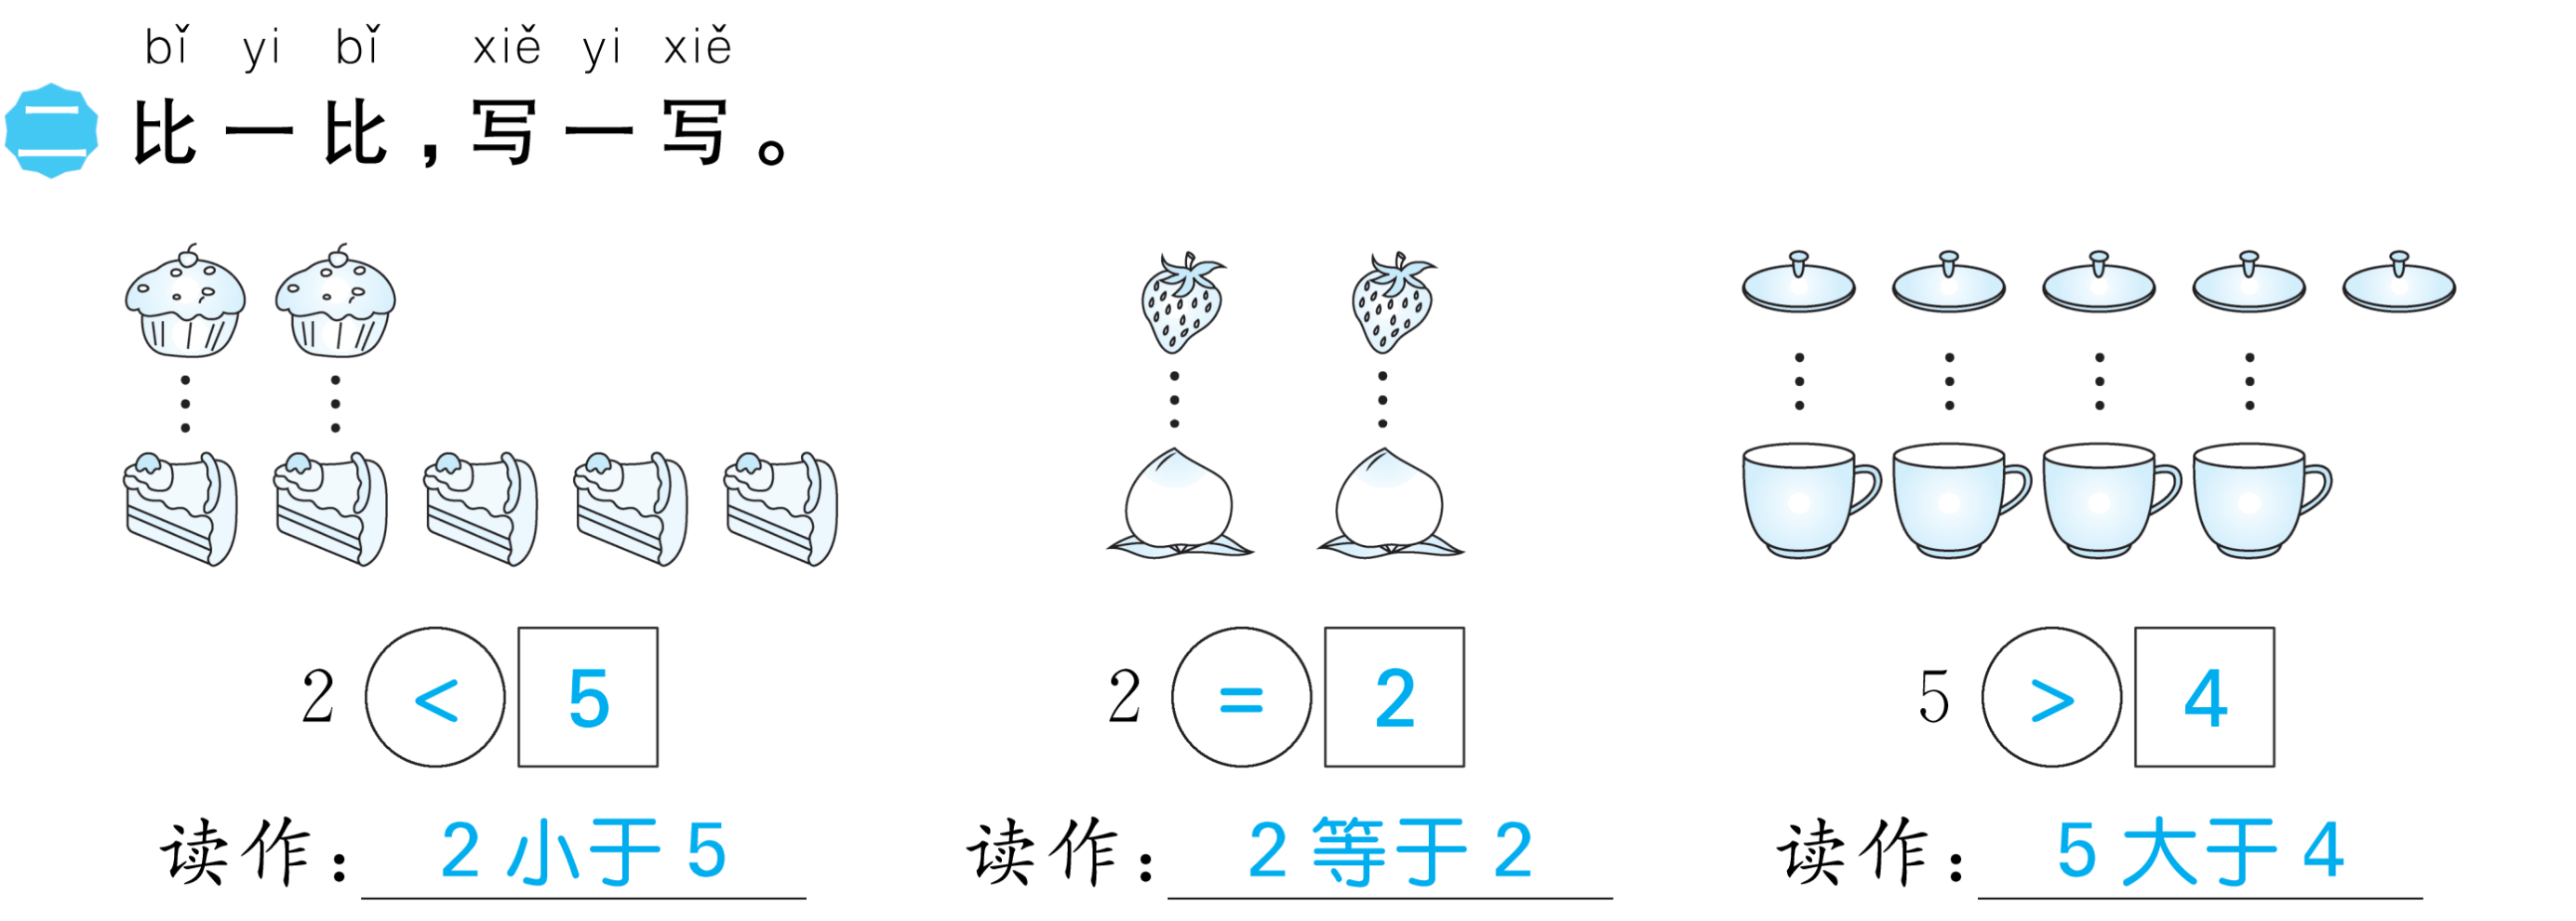 bǐ yi bǐ xiě yi xiě
二 比一比，写一写。
2 < 5 2 = 2 5 > 4
读作：2 小于 5 读作：2 等于 2 读作：5 大于 4